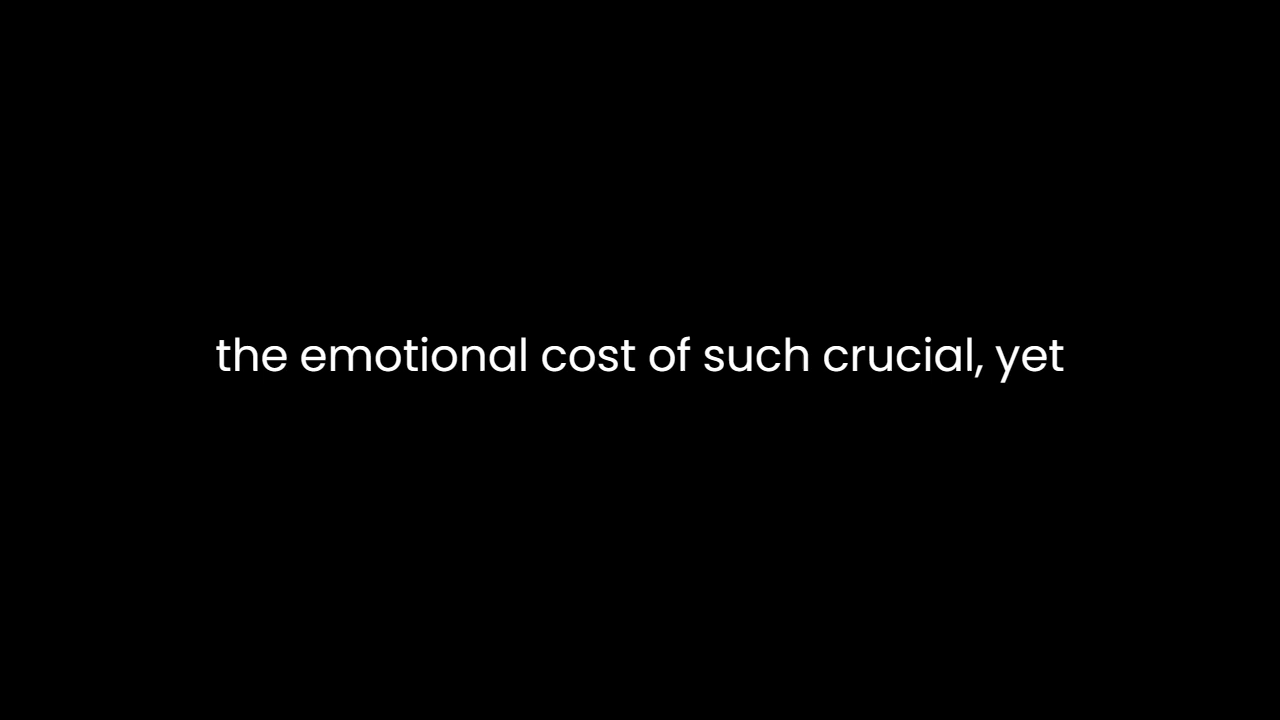 the emotional cost of such crucial, yet